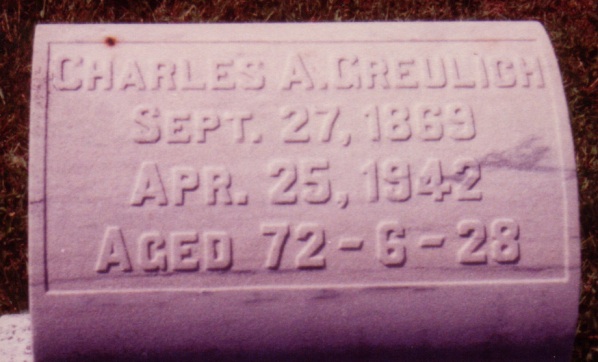 CHARLES A. GREULICH
SEPT. 27, 1869
APR. 25, 1942
AGED 72-6-28